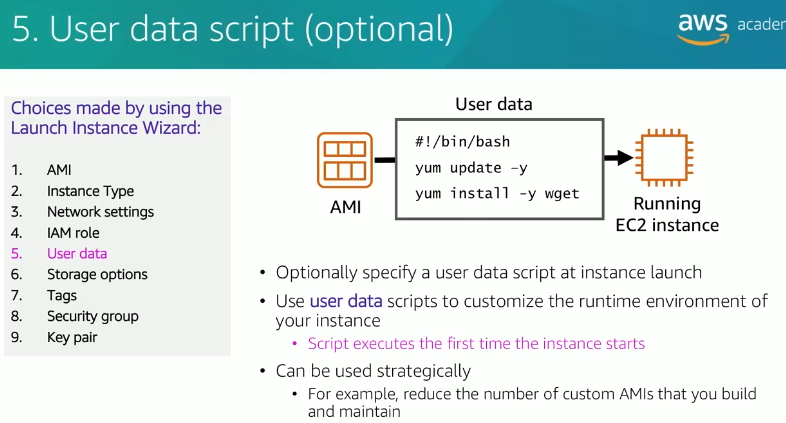 5. User data script (optional)
aws
Choices made by using the
Launch Instance Wizard:
1. AMI
2. Instance Type
3. Network settings
4. IAM role
5. User data
6. Storage options
7. Tags
8. Security group
9. Key pair
User data
#!/bin/bash
yum update –y
yum install -y wget
AMI
Running
EC2 instance
• Optionally specify a user data script at instance launch
• Use user data scripts to customize the runtime environment of
your instance
• Script executes the first time the instance starts
• Can be used strategically
• For example, reduce the number of custom AMIs that you build
and maintain